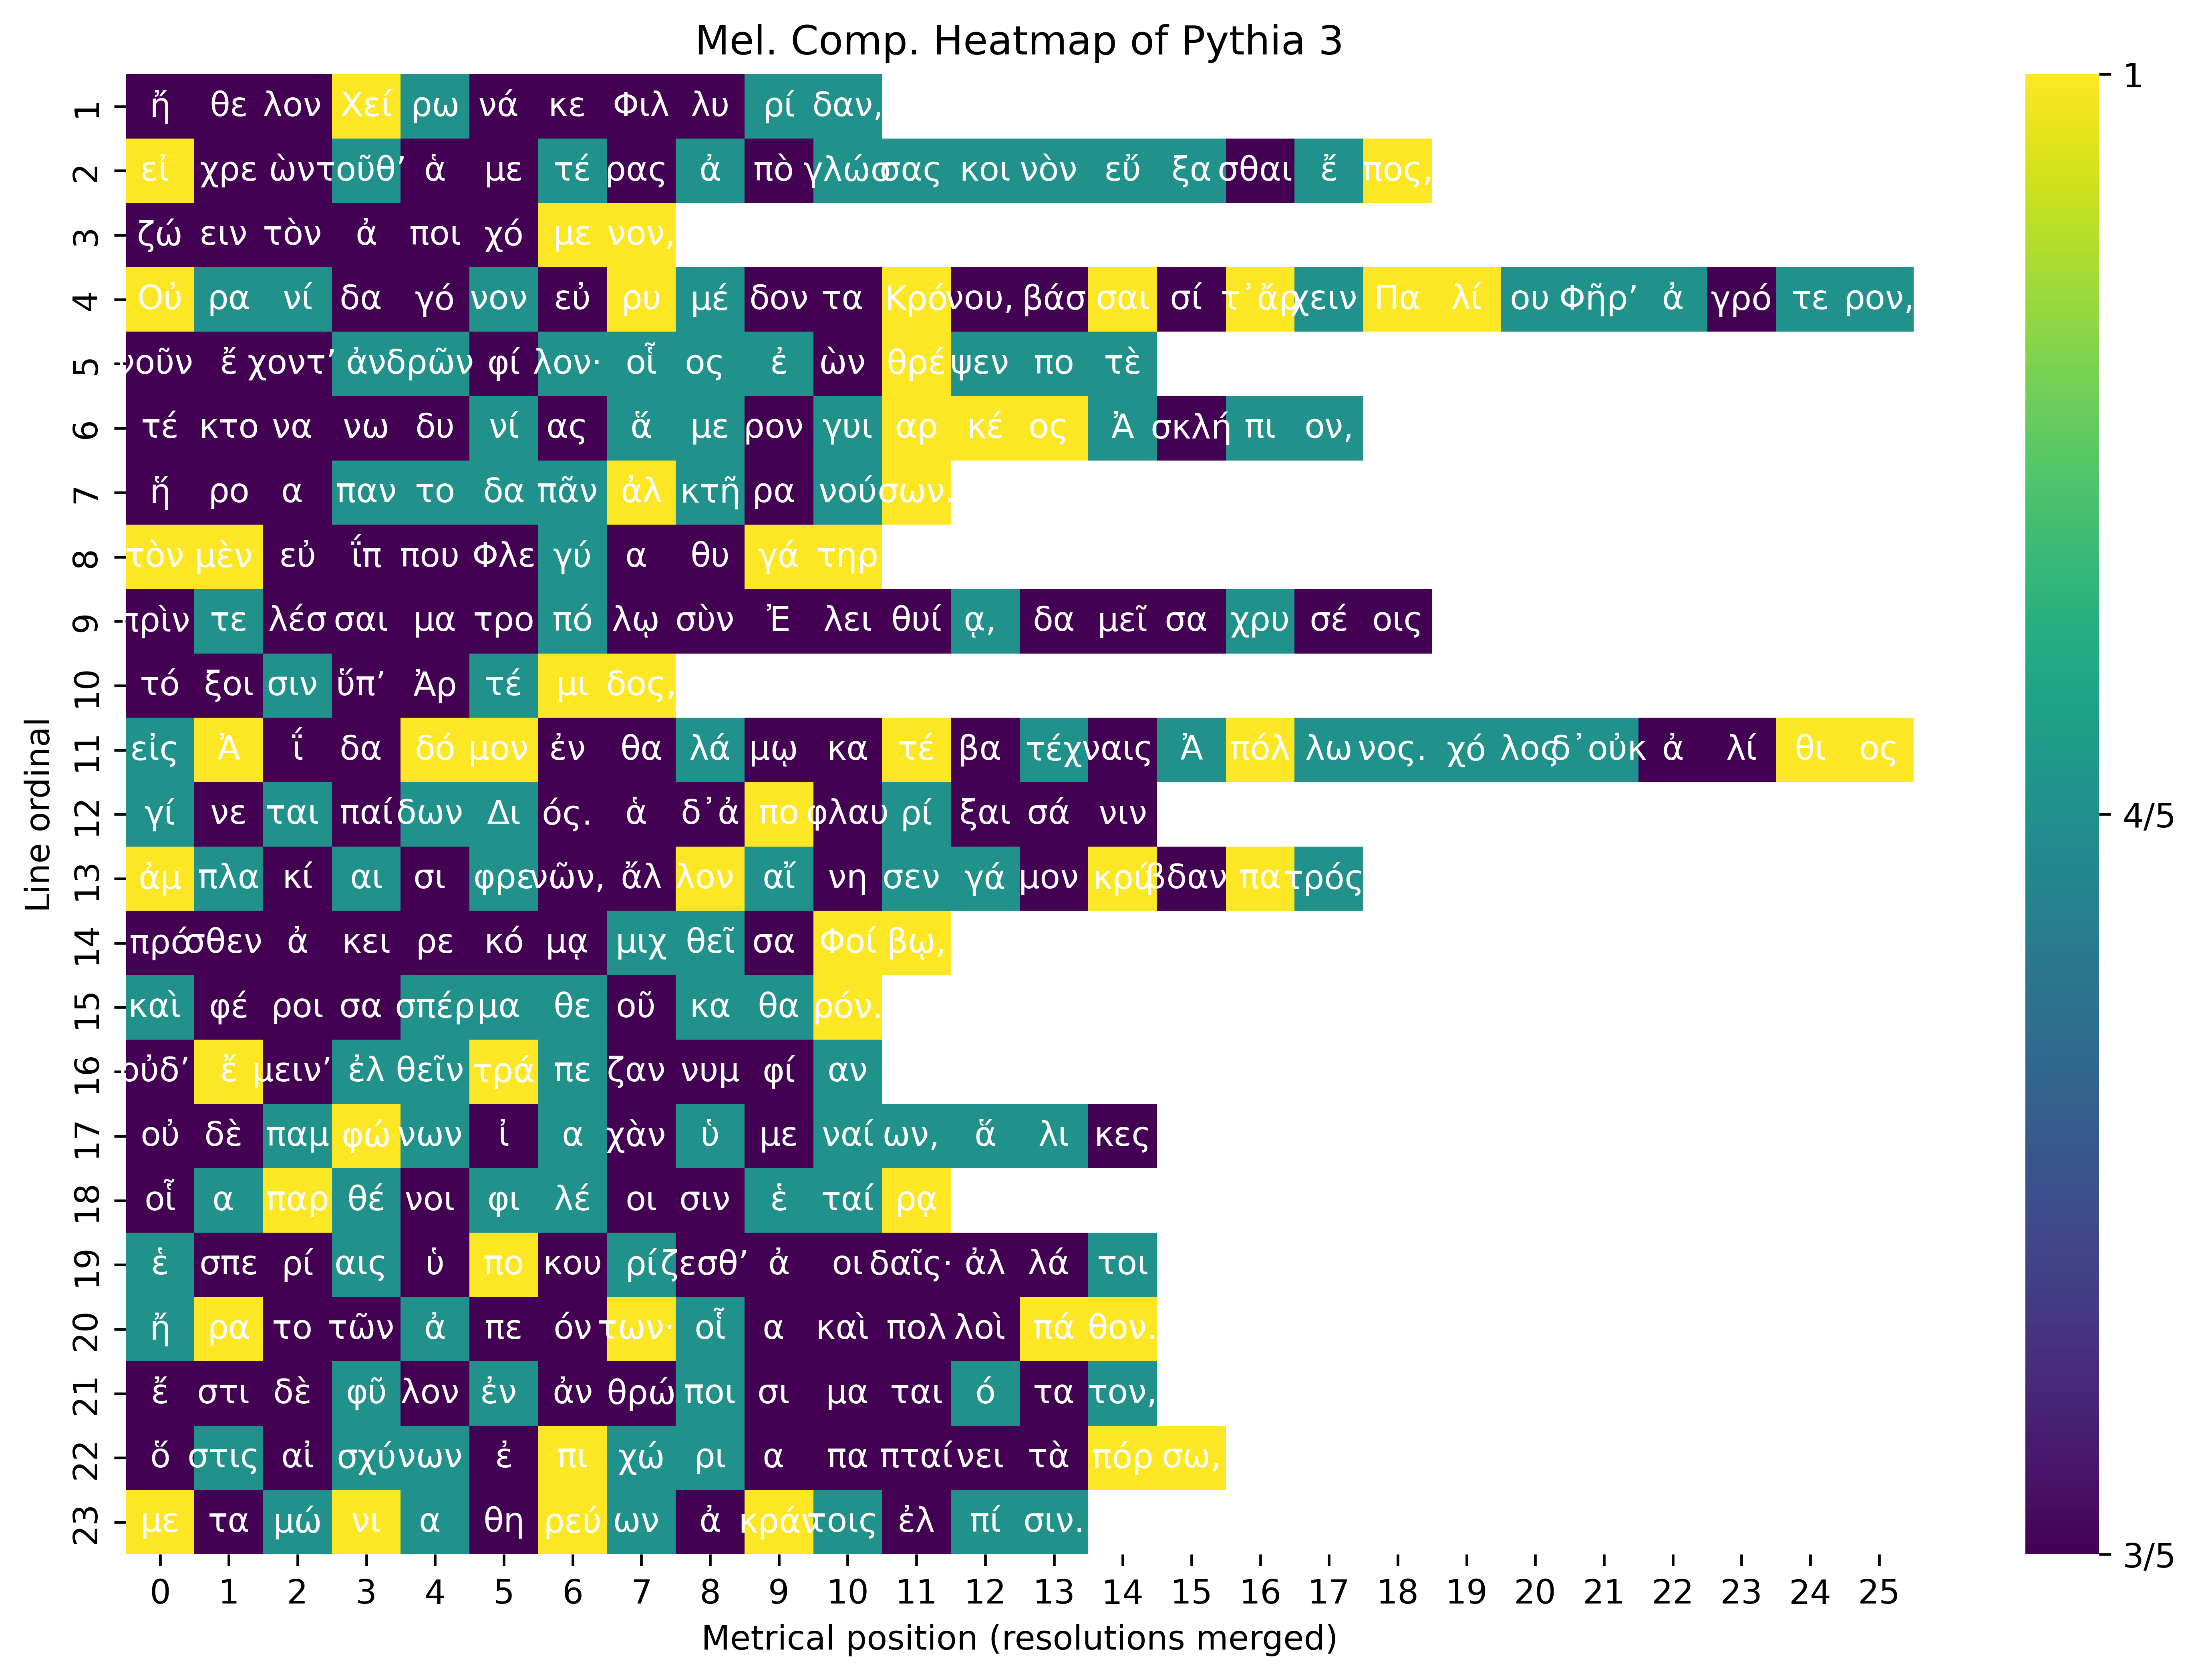 Mel. Comp. Heatmap of Pythia 3
1 ἤ θε λον Χεί ρω νά κε Φιλ λυ ρί δαν,
2 εἰ χρε ὼν τοῦθ’ ἁ με τέ ρας ἀ πὸ γλώσ σας κοι νὸν εὔ ξα σθαι ἔ πος,
3 ζώ ειν τὸν ἀ ποι χό με νον,
4 Οὐ ρα νί δα γό νον εὐ ρυ μέ δον τα Κρό νου, βάσ σαι σί τ᾽ἄρ χειν Πα λί ου Φῆρ’ ἀ γρό τε ρον,
5 νοῦν ἔ χοντ’ ἀν δρῶν φί λον· οἷ ος ἐ ὼν θρέ ψεν πο τὲ
6 τέ κτο να νω δυ νί ας ἅ με ρον γυι αρ κέ ος Ἀ σκλή πι ον,
7 ἥ ρο α παν το δα πᾶν ἀλ κτῆ ρα νού σων.
8 τὸν μὲν εὐ ΐπ που Φλε γύ α θυ γά τηρ
9 πρὶν τε λέσ σαι μα τρο πό λῳ σὺν Ἐ λει θυί ᾳ, δα μεῖ σα χρυ σέ οις
10 τό ξοι σιν ὕπ’ Ἀρ τέ μι δος,
11 εἰς Ἀ ΐ δα δό μον ἐν θα λά μῳ κα τέ βα τέχ ναις Ἀ πόλ λω νος. χό λος δ᾽οὐκ ἀ λί θι ος
12 γί νε ται παί δων Δι ός. ἁ δ᾽ἀ πο φλαυ ρί ξαι σά νιν
13 ἀμ πλα κί αι σι φρε νῶν, ἄλ λον αἴ νη σεν γά μον κρύ βδαν πα τρός
14 πρό σθεν ἀ κει ρε κό μᾳ μιχ θεῖ σα Φοί βῳ,
15 καὶ φέ ροι σα σπέρ μα θε οῦ κα θα ρόν.
16 οὐδ’ ἔ μειν’ ἐλ θεῖν τρά πε ζαν νυμ φί αν
17 οὐ δὲ παμ φώ νων ἰ α χὰν ὑ με ναί ων, ἅ λι κες
18 οἷ α παρ θέ νοι φι λέ οι σιν ἑ ταί ρᾳ
19 ἑ σπε ρί αις ὑ πο κου ρί ζεσθ’ ἀ οι δαῖς· ἀλ λά τοι
20 ἤ ρα το τῶν ἀ πε όν των· οἷ α καὶ πολ λοὶ πά θον.
21 ἔ στι δὲ φῦ λον ἐν ἀν θρώ ποι σι μα ται ό τα τον,
22 ὅ στις αἰ σχύ νων ἐ πι χώ ρι α πα πταί νει τὰ πόρ σω,
23 με τα μώ νι α θη ρεύ ων ἀ κράν τοις ἐλ πί σιν.
0 1 2 3 4 5 6 7 8 9 10 11 12 13 14 15 16 17 18 19 20 21 22 23 24 25
Metrical position (resolutions merged)
Line ordinal
1
4/5
3/5